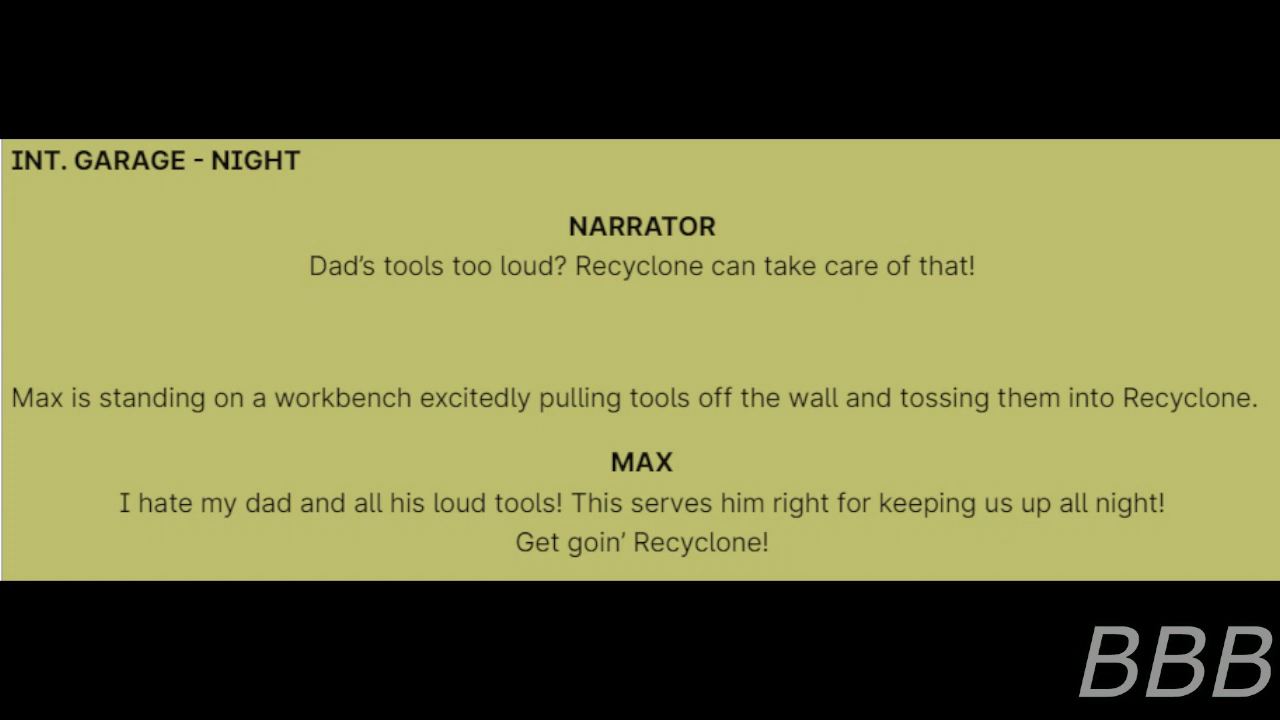 INT. GARAGE - NIGHT
NARRATOR
Dad’s tools too loud? Recyclone can take care of that!
Max is standing on a workbench excitedly pulling tools off the wall and tossing them into Recyclone.
MAX
I hate my dad and all his loud tools! This serves him right for keeping us up all night!
Get goin’ Recyclone!
BBB